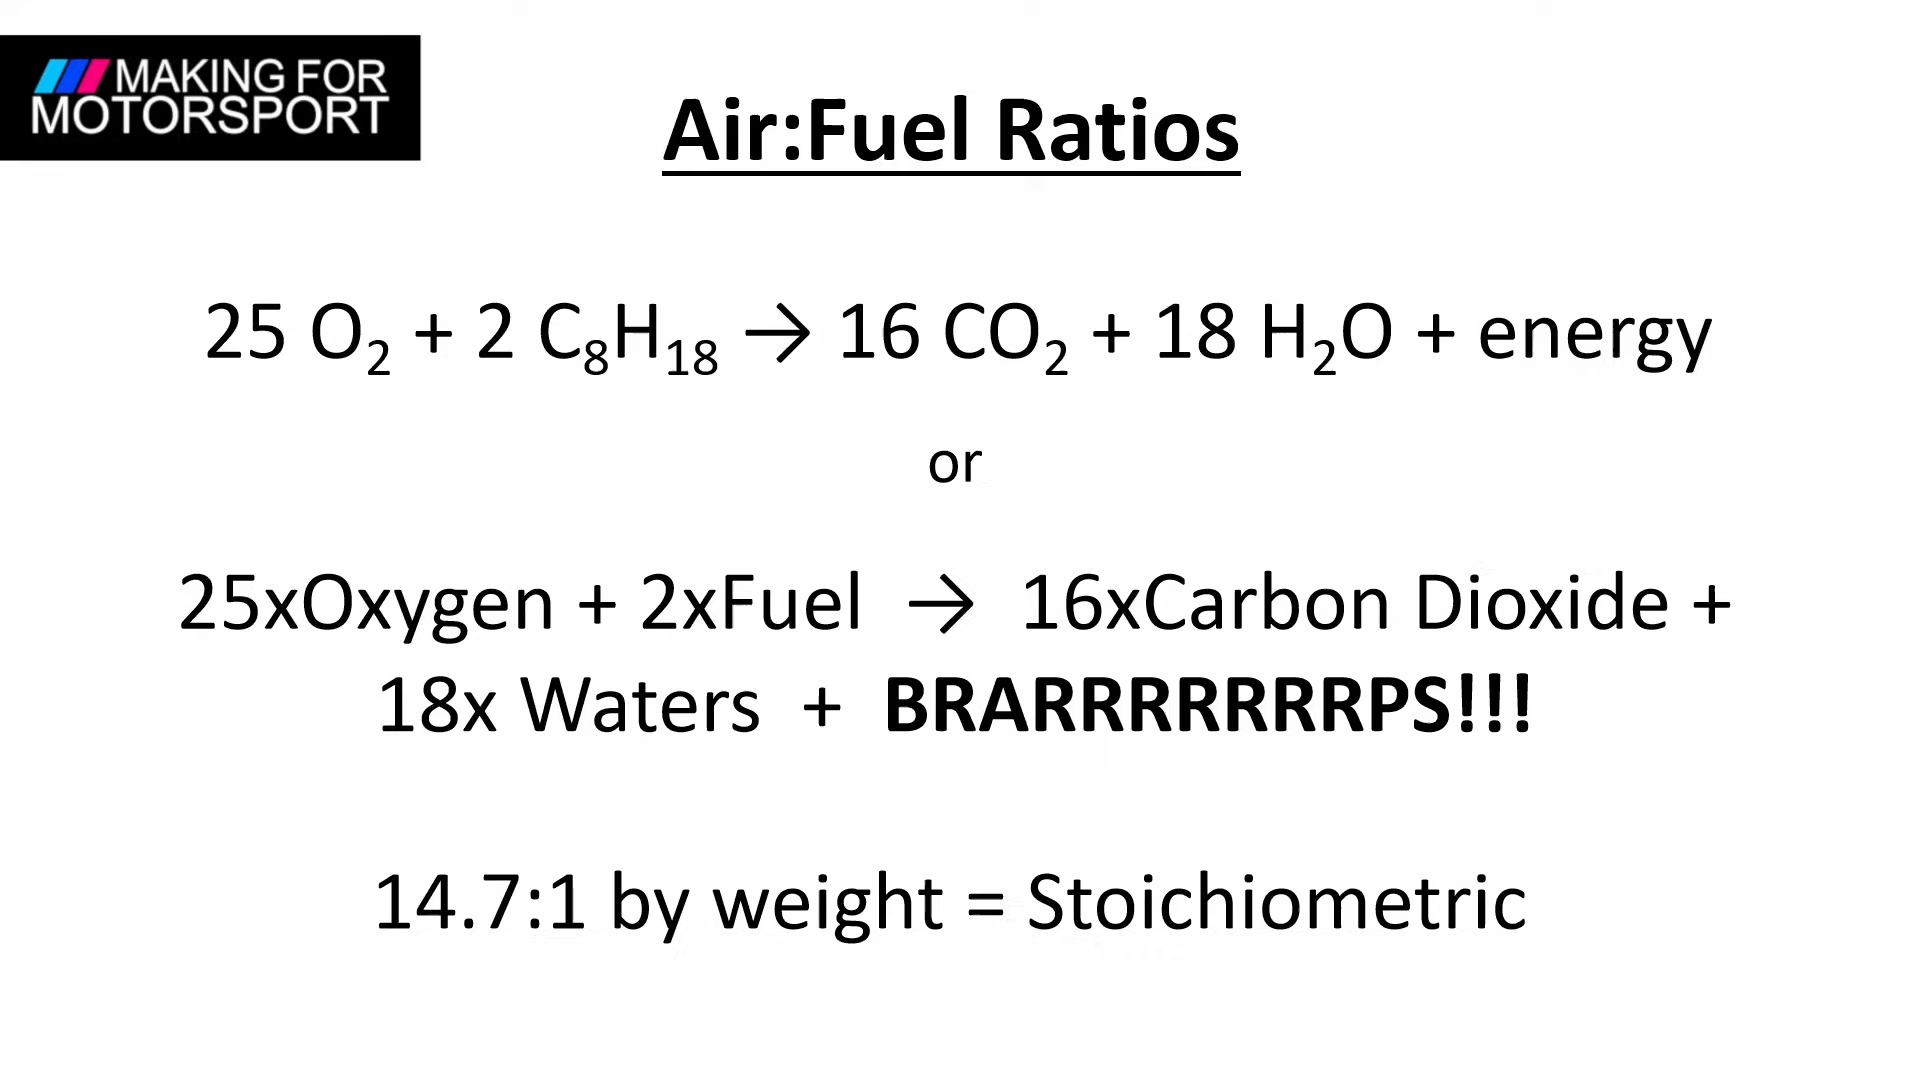 MAKING FOR
MOTORSPORT
Air:Fuel Ratios
25 O₂ + 2 C₈H₁₈ → 16 CO₂ + 18 H₂O + energy
or
25xOxygen + 2xFuel → 16xCarbon Dioxide +
18x Waters + BRARRRRRRRRPS!!!
14.7:1 by weight = Stoichiometric